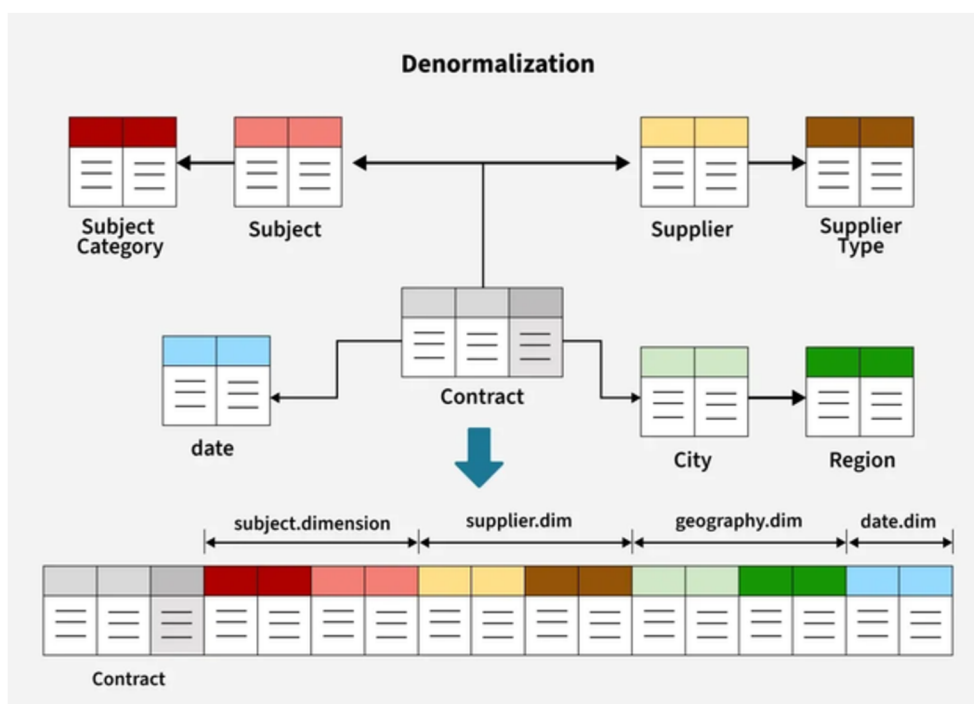 Denormalization
Subject
Category
Subject
Supplier
Supplier
Type
Contract
date
City
Region
subject.dimension
supplier.dim
geography.dim
date.dim
Contract